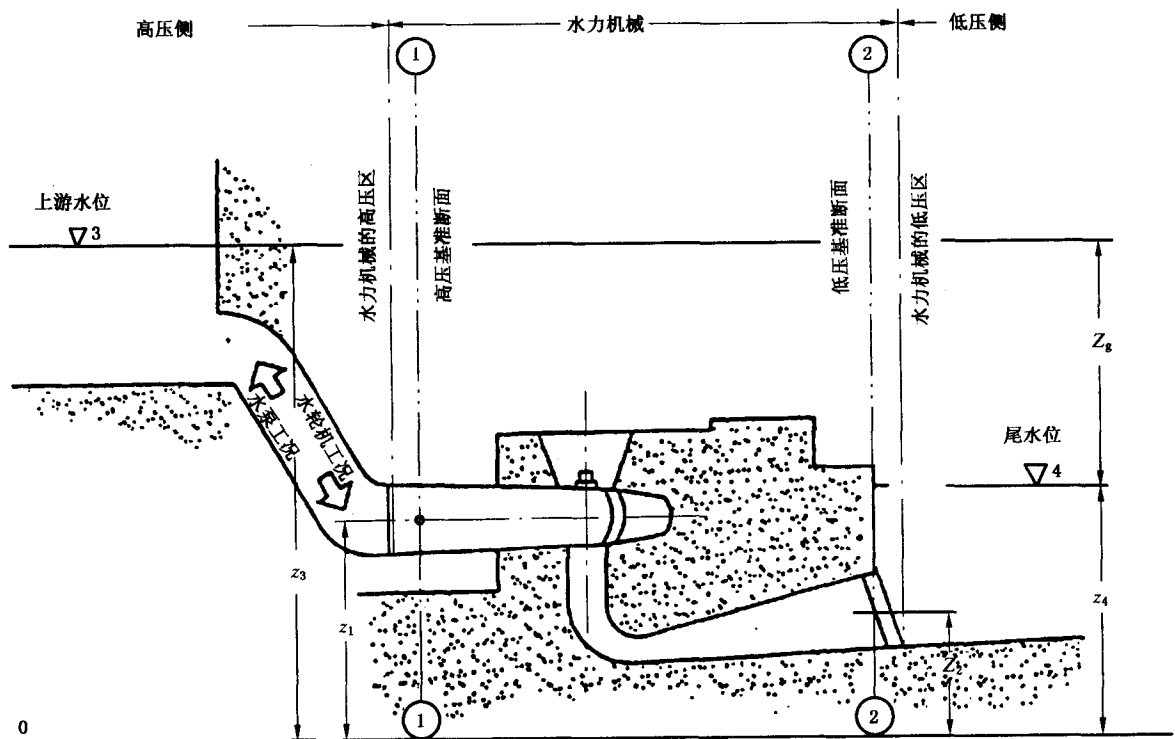 高压侧
水力机械
低压侧
1
2
上游水位
3
水力机械的高压区
高压基准断面
低压基准断面
水力机械的低压区
Zg
水泵工况
水轮机工况
尾水位
4
z3
z1
Z2
z4
0
1
2